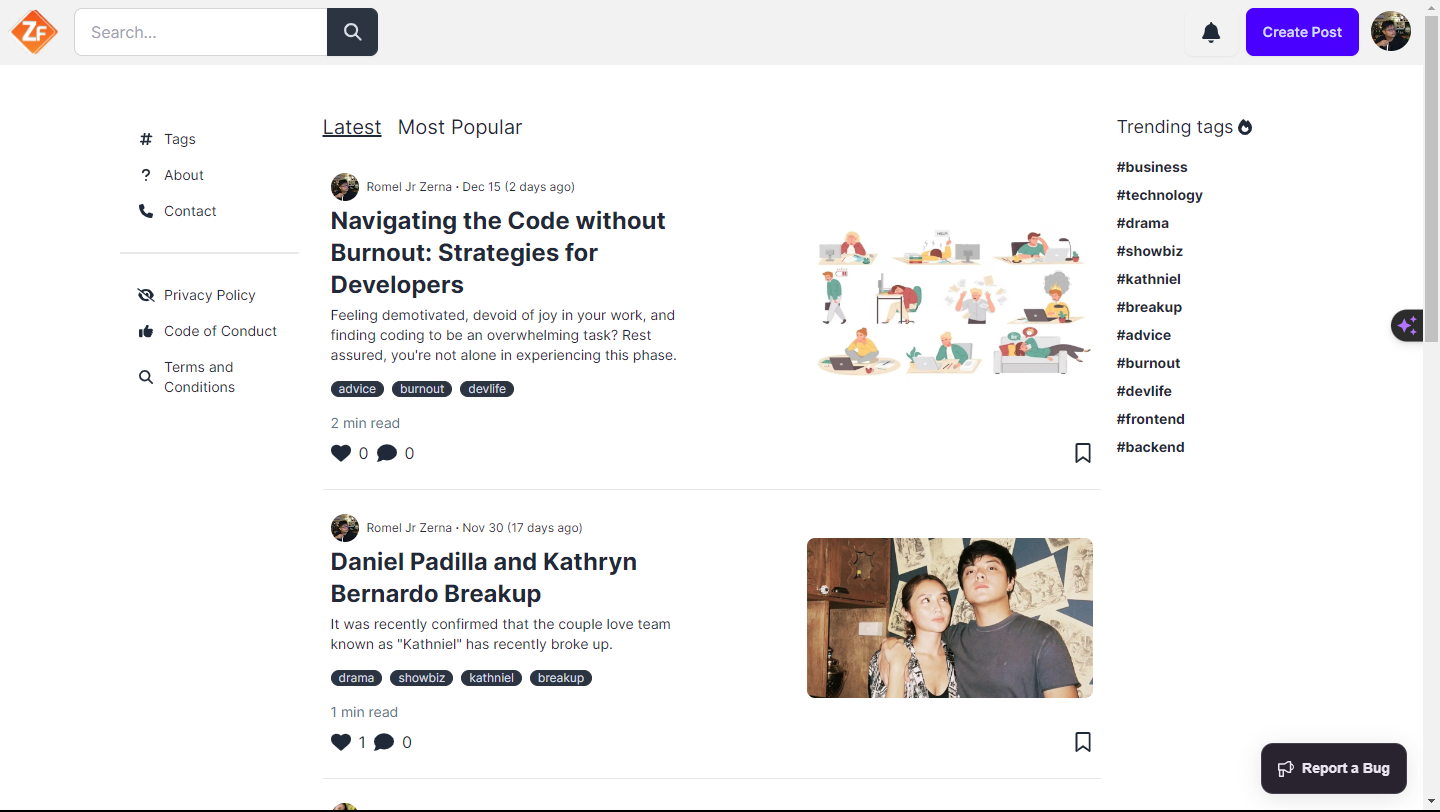 ZF
Search...
Create Post
Tags
About
Contact
Privacy Policy
Code of Conduct
Terms and
Conditions
Latest Most Popular
Romel Jr Zerna • Dec 15 (2 days ago)
Navigating the Code without
Burnout: Strategies for
Developers
Feeling demotivated, devoid of joy in your work, and
finding coding to be an overwhelming task? Rest
assured, you're not alone in experiencing this phase.
advice burnout devlife
2 min read
0 0
Romel Jr Zerna • Nov 30 (17 days ago)
Daniel Padilla and Kathryn
Bernardo Breakup
It was recently confirmed that the couple love team
known as "Kathniel" has recently broke up.
drama showbiz kathniel breakup
1 min read
1 0
Trending tags
#business
#technology
#drama
#showbiz
#kathniel
#breakup
#advice
#burnout
#devlife
#frontend
#backend
Report a Bug